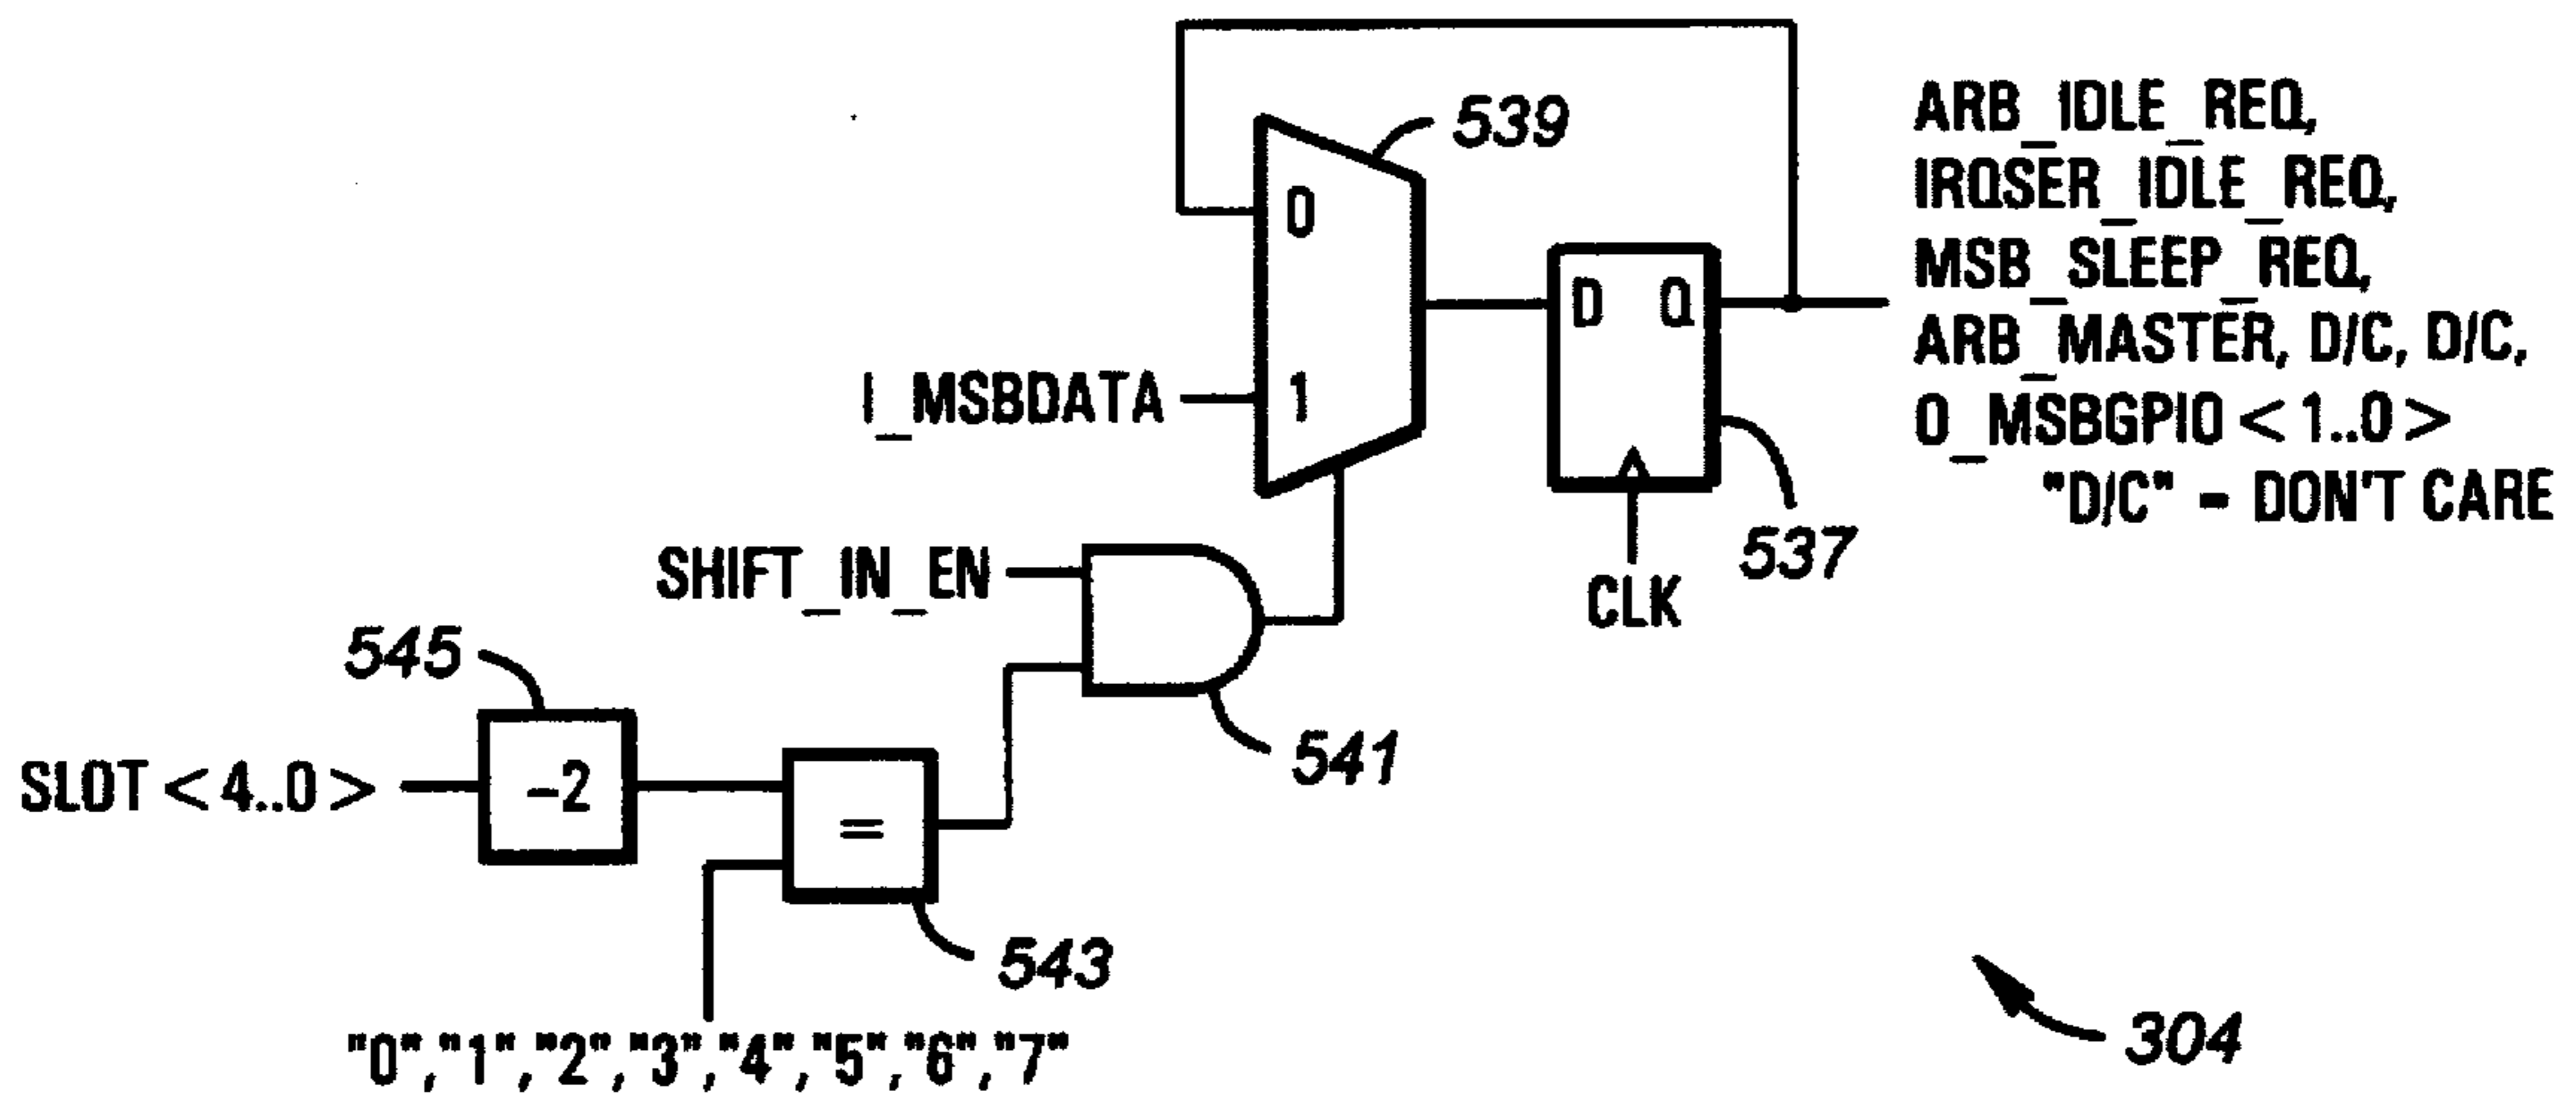 ARB_IDLE_REQ,
IRQSER_IDLE_REQ,
MSB_SLEEP_REQ,
ARB_MASTER, D/C, D/C,
O_MSBGPIO <1..0>
"D/C" - DON'T CARE
539
0
1
I_MSBDATA
D Q
537
CLK
SHIFT_IN_EN
541
545
SLOT <4..0>
-2
=
543
"0","1","2","3","4","5","6","7"
304